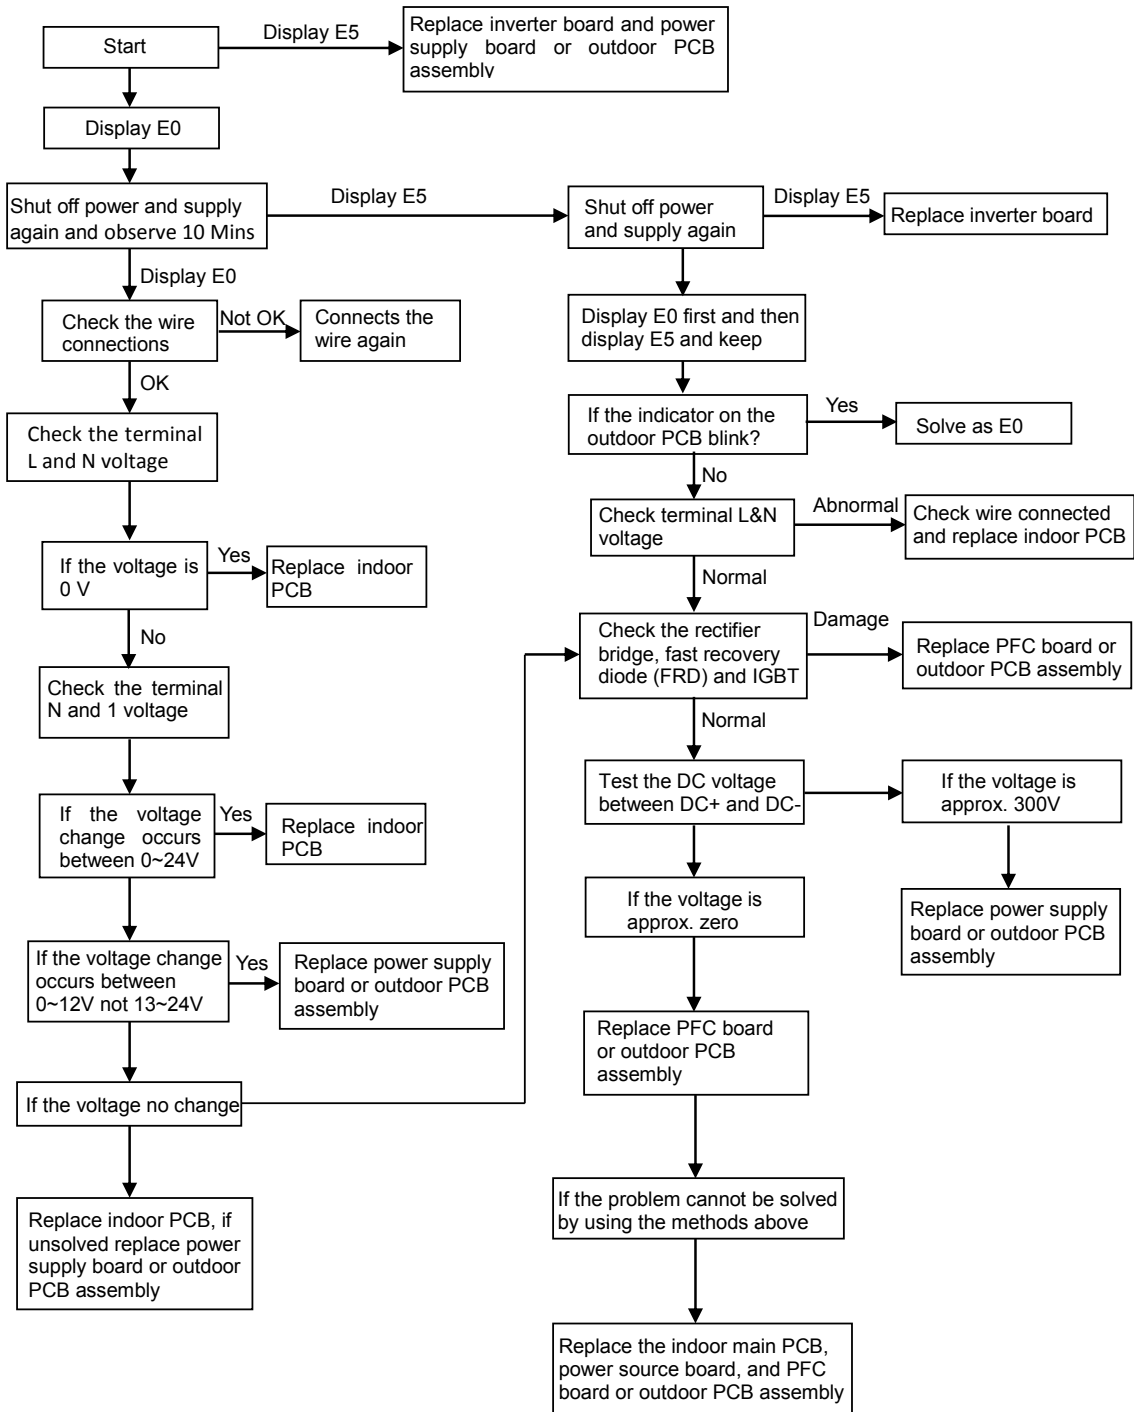 Start
Display E5
Replace inverter board and power
supply board or outdoor PCB
assembly
Display E0
Shut off power and supply
again and observe 10 Mins
Display E5
Shut off power
and supply again
Display E5
Replace inverter board
Display E0
Check the wire
connections
Not OK
Connects the
wire again
OK
Display E0 first and then
display E5 and keep
If the indicator on the
outdoor PCB blink?
Yes
Solve as E0
No
Check the terminal
L and N voltage
Check terminal L&N
voltage
Abnormal
Check wire connected
and replace indoor PCB
Normal
If the voltage is
0 V
Yes
Replace indoor
PCB
No
Check the rectifier
bridge, fast recovery
diode (FRD) and IGBT
Damage
Replace PFC board or
outdoor PCB assembly
Normal
Check the terminal
N and 1 voltage
Test the DC voltage
between DC+ and DC-
If the voltage is
approx. 300V
If the voltage
change occurs
between 0~24V
Yes
Replace indoor
PCB
If the voltage is
approx. zero
Replace power supply
board or outdoor PCB
assembly
If the voltage change
occurs between
0~12V not 13~24V
Yes
Replace power supply
board or outdoor PCB
assembly
Replace PFC board
or outdoor PCB
assembly
If the voltage no change
Replace indoor PCB, if
unsolved replace power
supply board or outdoor
PCB assembly
If the problem cannot be solved
by using the methods above
Replace the indoor main PCB,
power source board, and PFC
board or outdoor PCB assembly